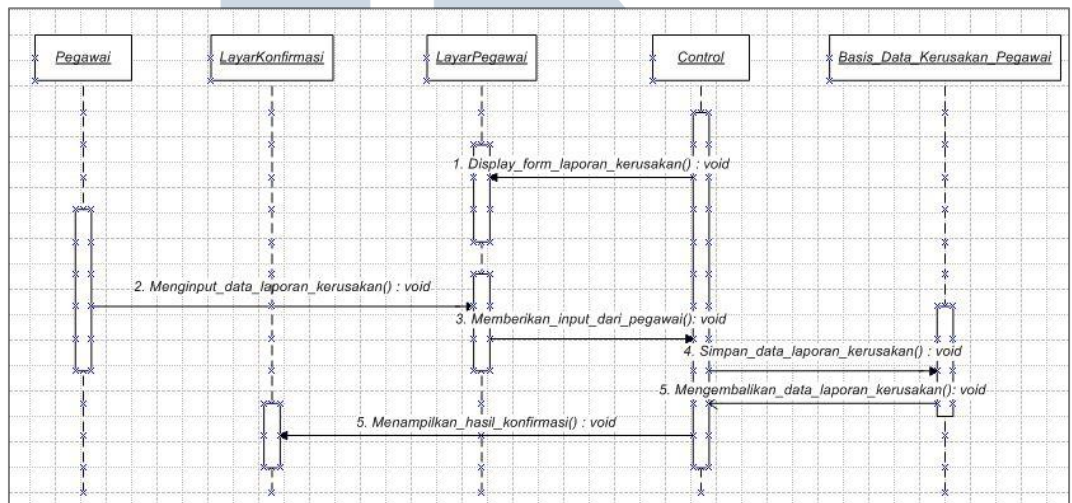 Pegawai
LayarKonfirmasi
LayarPegawai
Control
Basis_Data_Kerusakan_Pegawai
1. Display_form_laporan_kerusakan() : void
2. Menginput_data_laporan_kerusakan() : void
3. Memberikan_input_dari_pegawai(): void
4. Simpan_data_laporan_kerusakan() : void
5. Mengembalikan_data_laporan_kerusakan(): void
5. Menampilkan_hasil_konfirmasi() : void